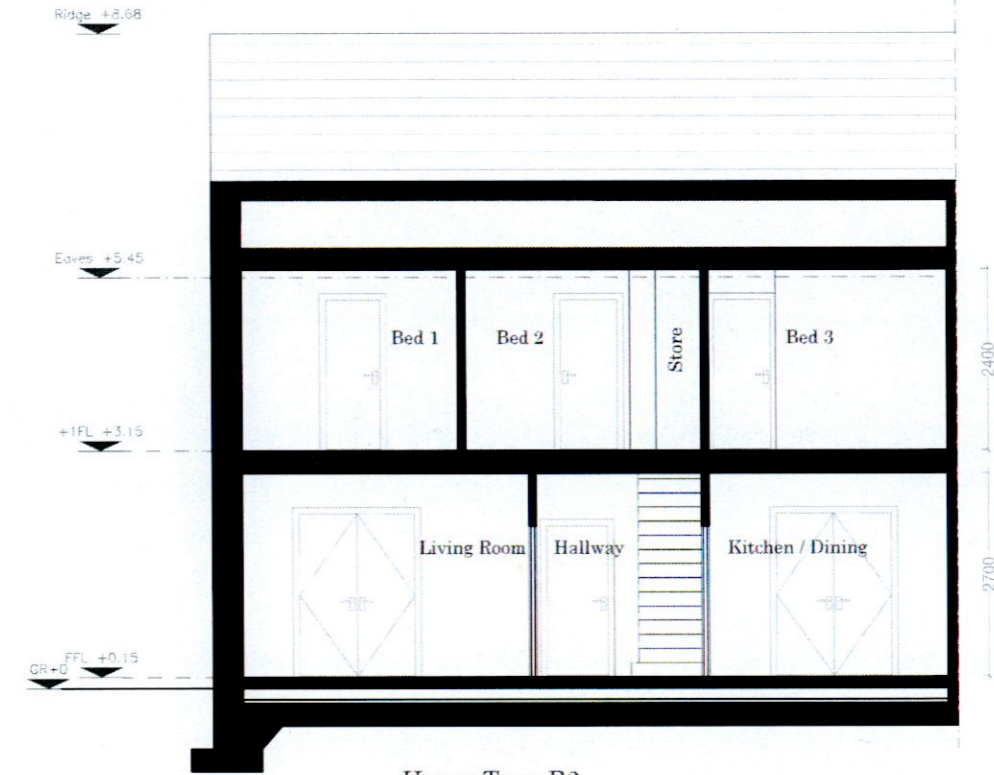 Ridge +8.68
Eaves +5.45
Bed 1
Bed 2
Store
Bed 3
2400
+1FL +3.15
Living Room
Hallway
Kitchen / Dining
2700
FFL +0.15
GR+0